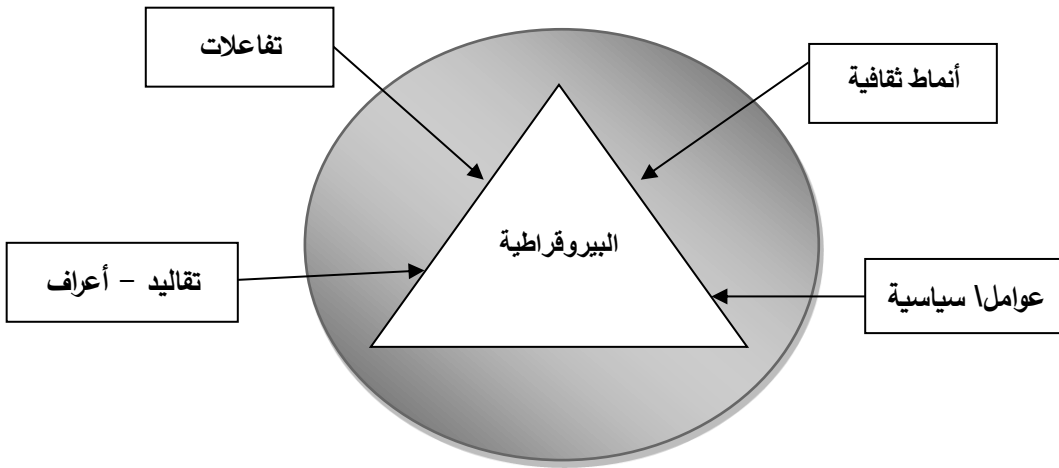 تفاعلات
أنماط ثقافية
البيروقراطية
تقاليد – أعراف
عوامل\ سياسية